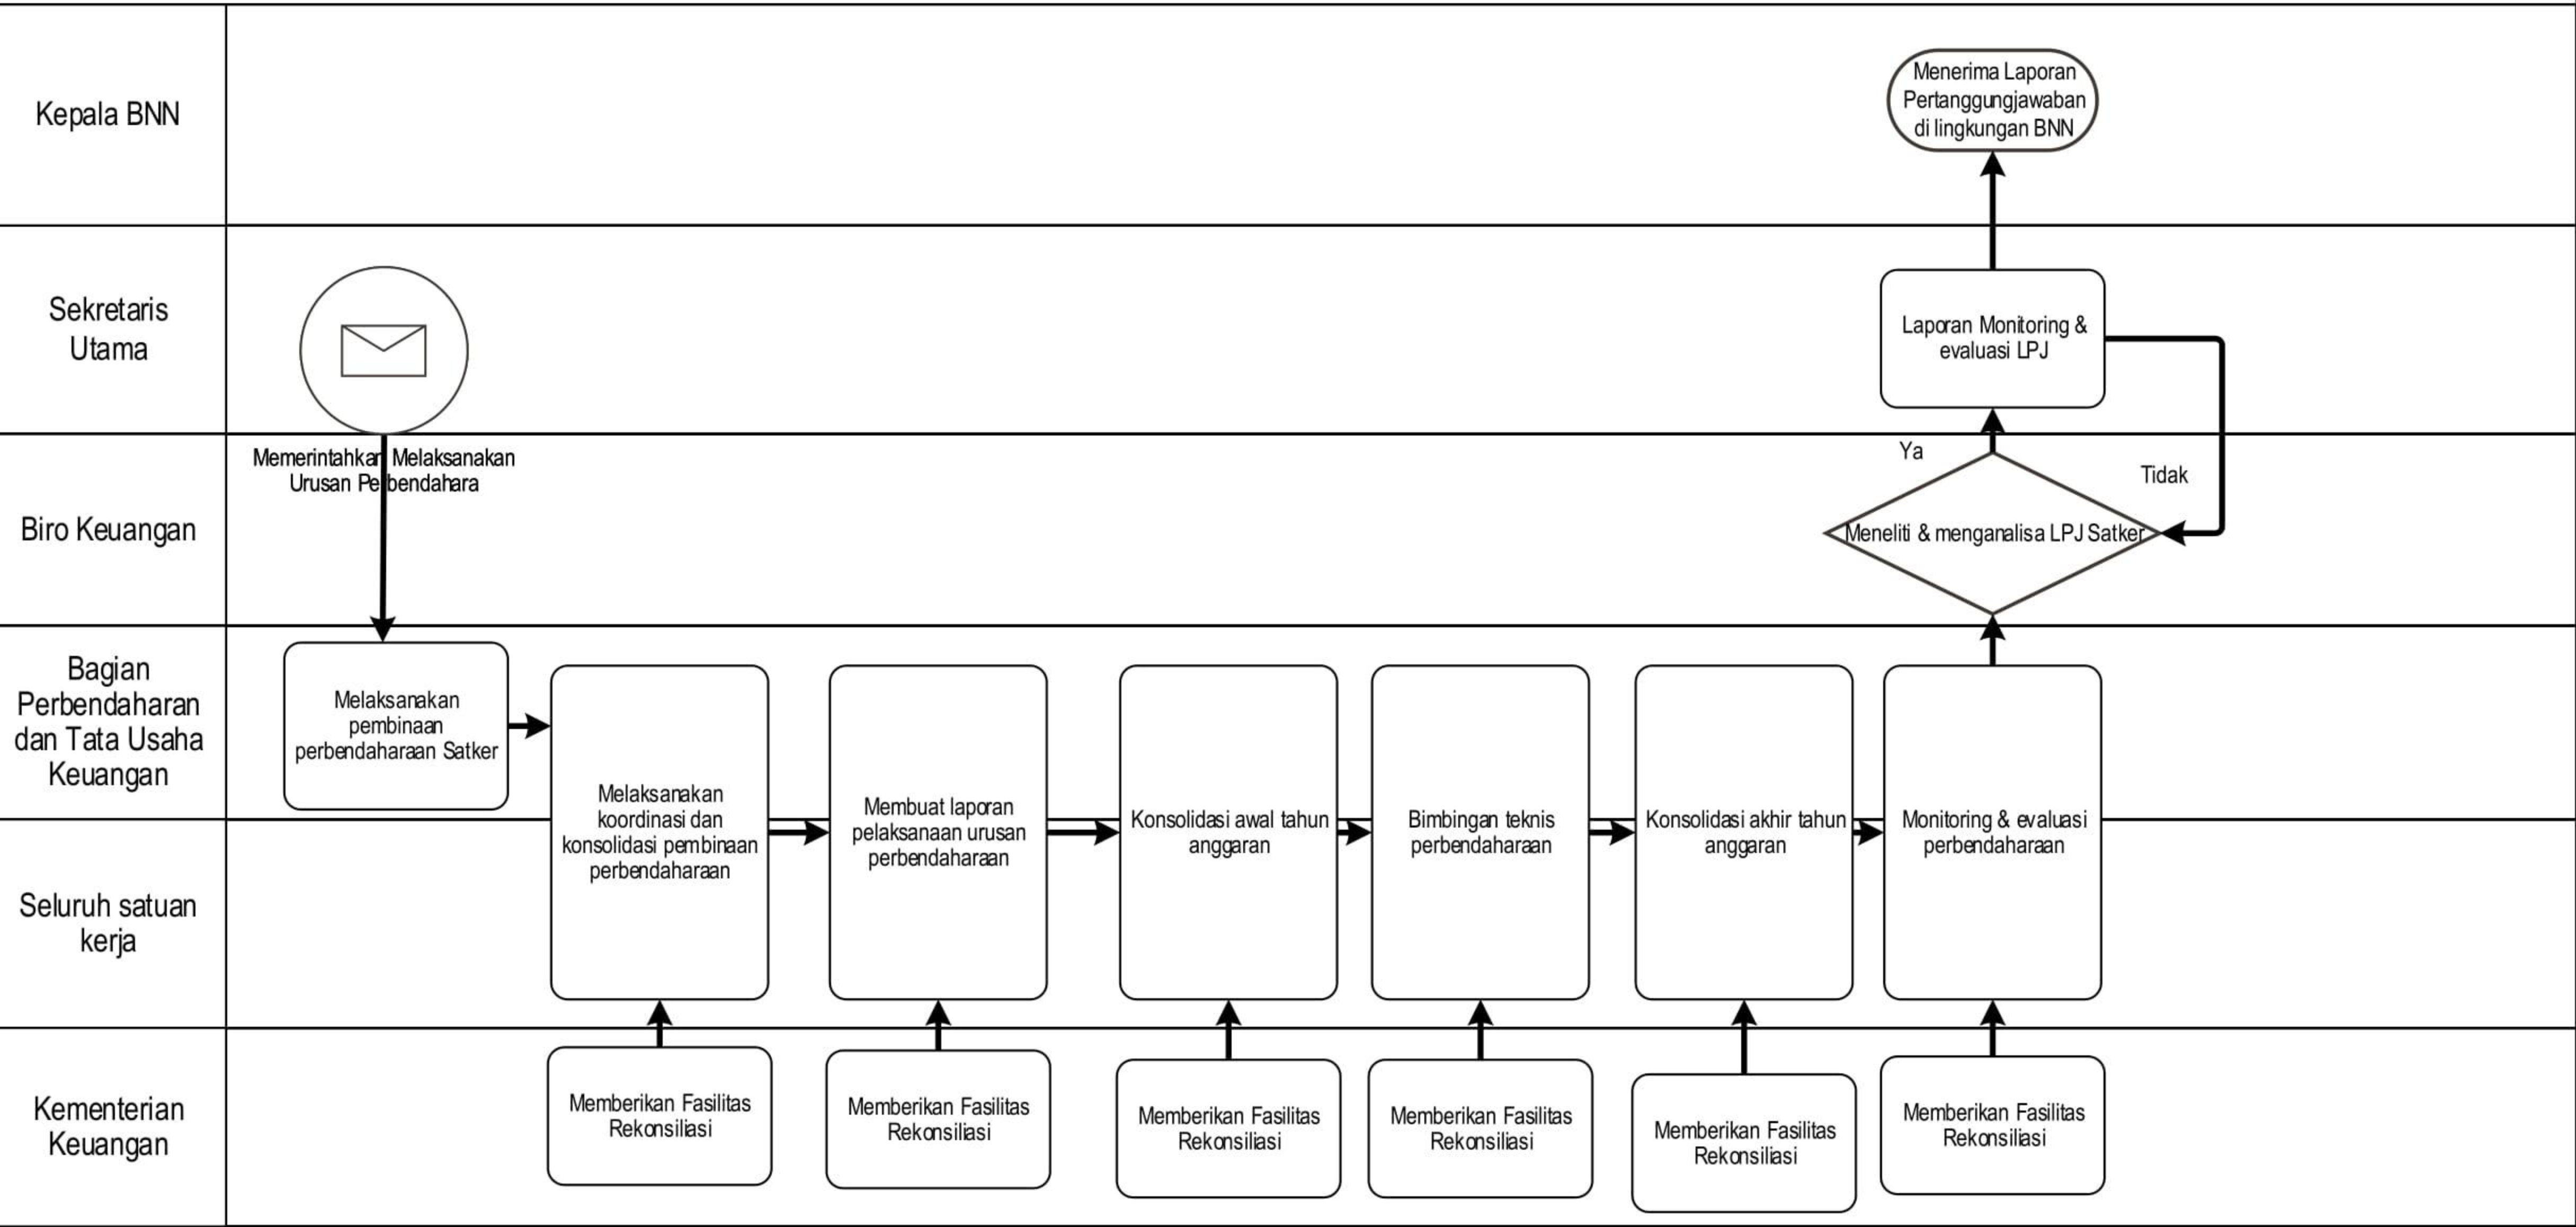 Kepala BNN
Menerima Laporan
Pertanggungjawaban
di lingkungan BNN
Sekretaris
Utama
Laporan Monitoring &
evaluasi LPJ
Biro Keuangan
Memerintahkan Melaksanakan
Urusan Perbendahara
Ya
Tidak
Meneliti & menganalisa LPJ Satker
Bagian
Perbendaharan
dan Tata Usaha
Keuangan
Melaksanakan
pembinaan
perbendaharaan Satker
Melaksanakan
koordinasi dan
konsolidasi pembinaan
perbendaharaan
Membuat laporan
pelaksanaan urusan
perbendaharaan
Konsolidasi awal tahun
anggaran
Bimbingan teknis
perbendaharaan
Konsolidasi akhir tahun
anggaran
Monitoring & evaluasi
perbendaharaan
Seluruh satuan
kerja
Kementerian
Keuangan
Memberikan Fasilitas
Rekonsiliasi
Memberikan Fasilitas
Rekonsiliasi
Memberikan Fasilitas
Rekonsiliasi
Memberikan Fasilitas
Rekonsiliasi
Memberikan Fasilitas
Rekonsiliasi
Memberikan Fasilitas
Rekonsiliasi